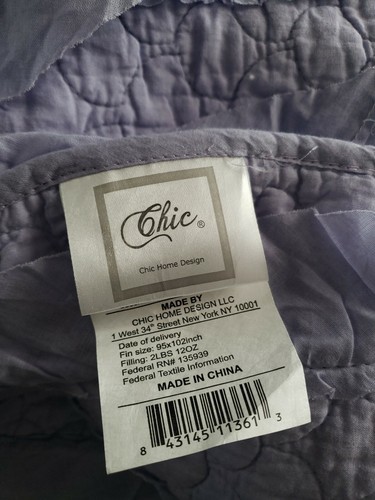 Chic®
Chic Home Design
MADE BY
CHIC HOME DESIGN LLC
1 West 34th Street New York NY 10001
Date of delivery
Fin size: 95x102inch
Filling: 2LBS 12OZ
Federal RN# 135939
Federal Textile Information
MADE IN CHINA
8 43145 11361 3